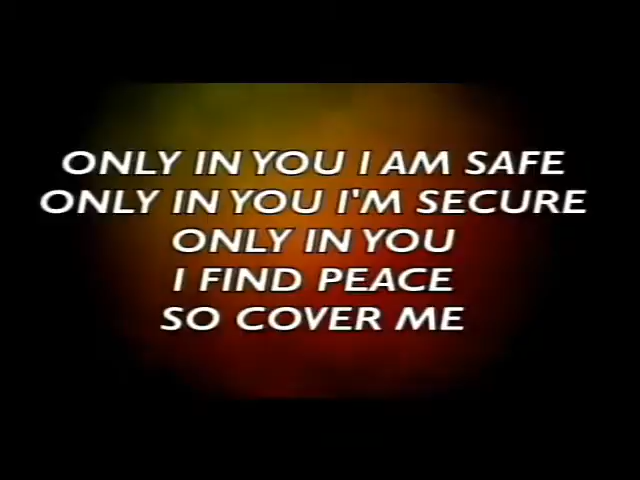 ONLY IN YOU I AM SAFE
ONLY IN YOU I'M SECURE
ONLY IN YOU
I FIND PEACE
SO COVER ME